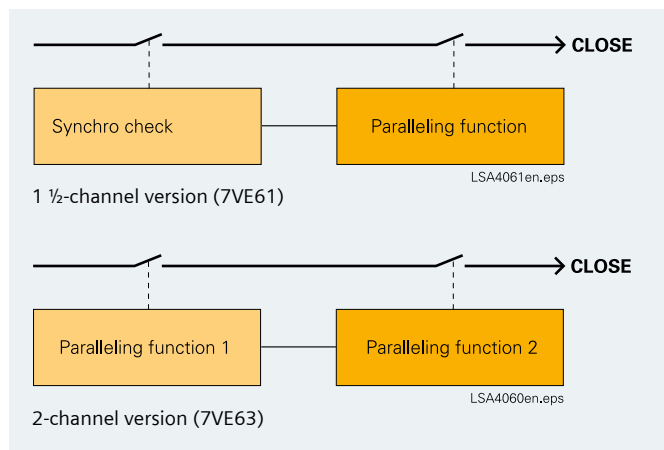 CLOSE
Synchro check
Paralleling function
LSA4061en.eps
1 ½-channel version (7VE61)
CLOSE
Paralleling function 1
Paralleling function 2
LSA4060en.eps
2-channel version (7VE63)